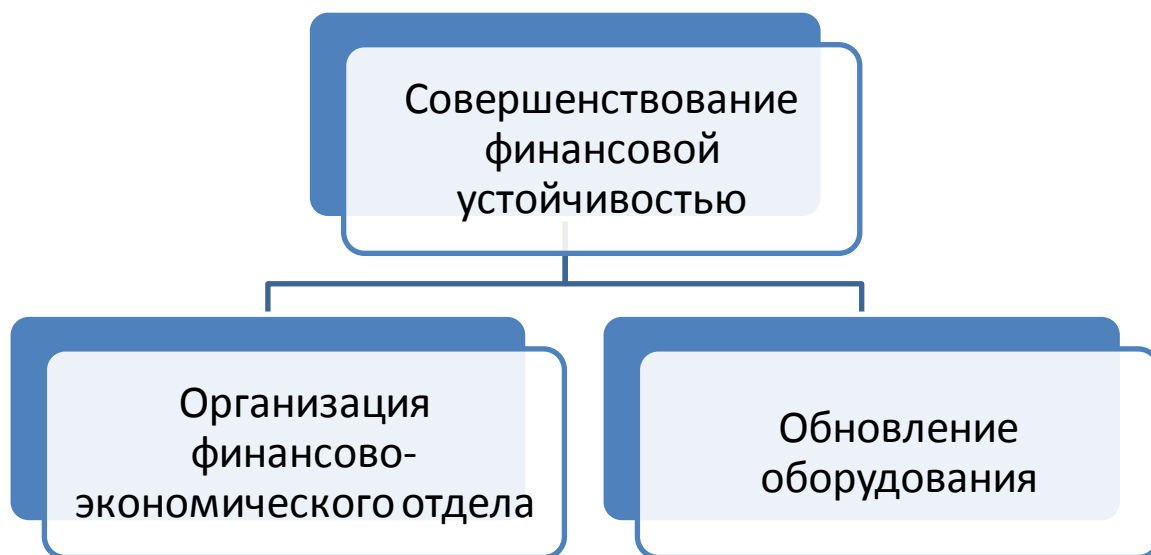 Совершенствование
финансовой
устойчивостью
Организация
финансово-
экономического отдела
Обновление
оборудования